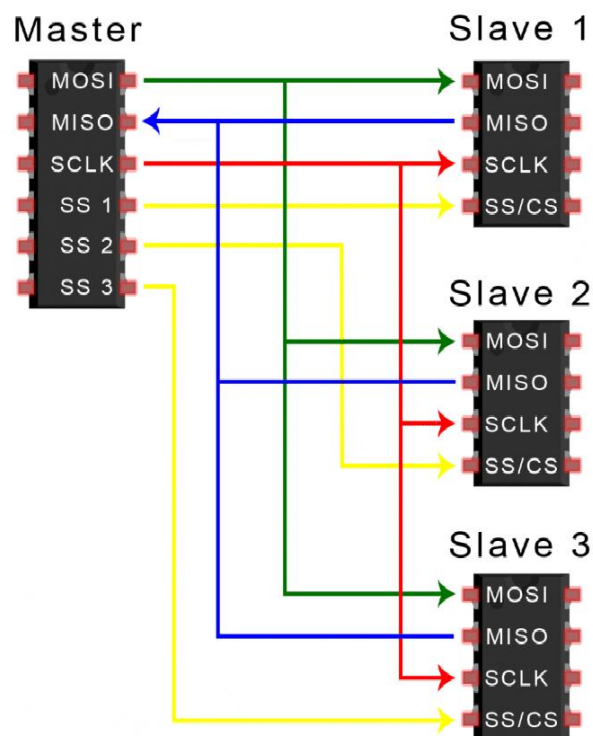 Master
MOSI
MISO
SCLK
SS 1
SS 2
SS 3
Slave 1
MOSI
MISO
SCLK
SS/CS
Slave 2
MOSI
MISO
SCLK
SS/CS
Slave 3
MOSI
MISO
SCLK
SS/CS